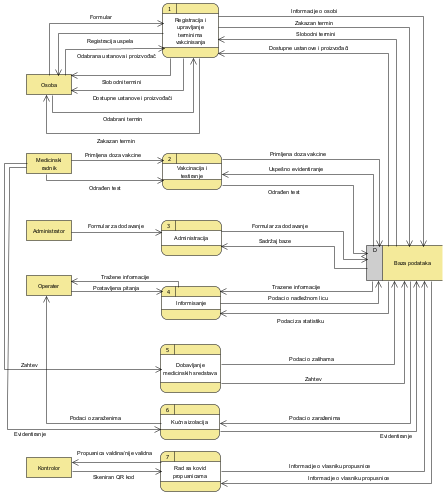 1
Registracija i
upravljanje
terminima
vakcinisanja
Formular
Registracija uspela
Odabrana ustanova i proizvođač
Slobodni termini
Dostupne ustanove i proizvođači
Odabrani termin
Zakazan termin
Osoba
Informacije o osobi
Zakazan termin
Slobodni termini
Dostupne ustanove i proizvođači
Medicinski
radnik
Primljena doza vakcine
Odrađen test
2
Vakcinacija i
testiranje
Primljena doza vakcine
Uspešno evidentiranje
Odrađen test
Administrator
Formular za dodavanje
3
Administracija
Formular za dodavanje
Sadržaj baze
D
Baza podataka
Operater
Tražene informacije
Postavljena pitanja
4
Informisanje
Tražene informacije
Podaci o nadležnom licu
Podaci za statistiku
5
Dobavljanje
medicinskih sredstava
Zahtev
Podaci o zalihama
Zahtev
6
Kućna izolacija
Podaci o zaraženima
Evidentiranje
Podaci o zaraženima
Evidentiranje
Kontrolor
Propusnica validna/nije validna
Skeniran QR kod
7
Rad sa kovid
propusnicama
Informacije o vlasniku propusnice
Informacije o vlasniku propusnice